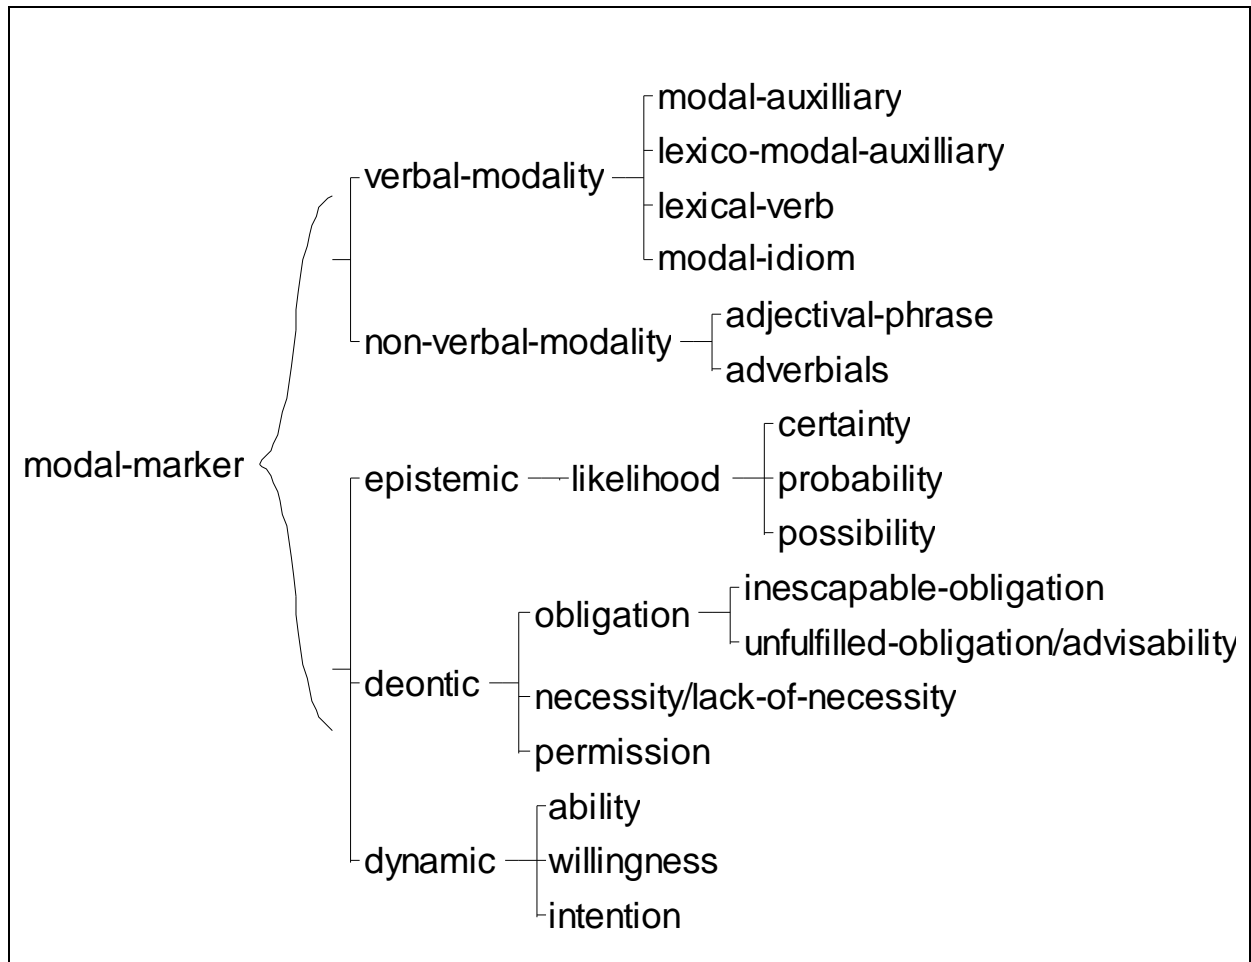 modal-auxilliary
lexico-modal-auxilliary
verbal-modality
lexical-verb
modal-idiom
adjectival-phrase
non-verbal-modality
adverbials
certainty
modal-marker
epistemic
likelihood
probability
possibility
inescapable-obligation
obligation
unfulfilled-obligation/advisability
deontic
necessity/lack-of-necessity
permission
ability
dynamic
willingness
intention